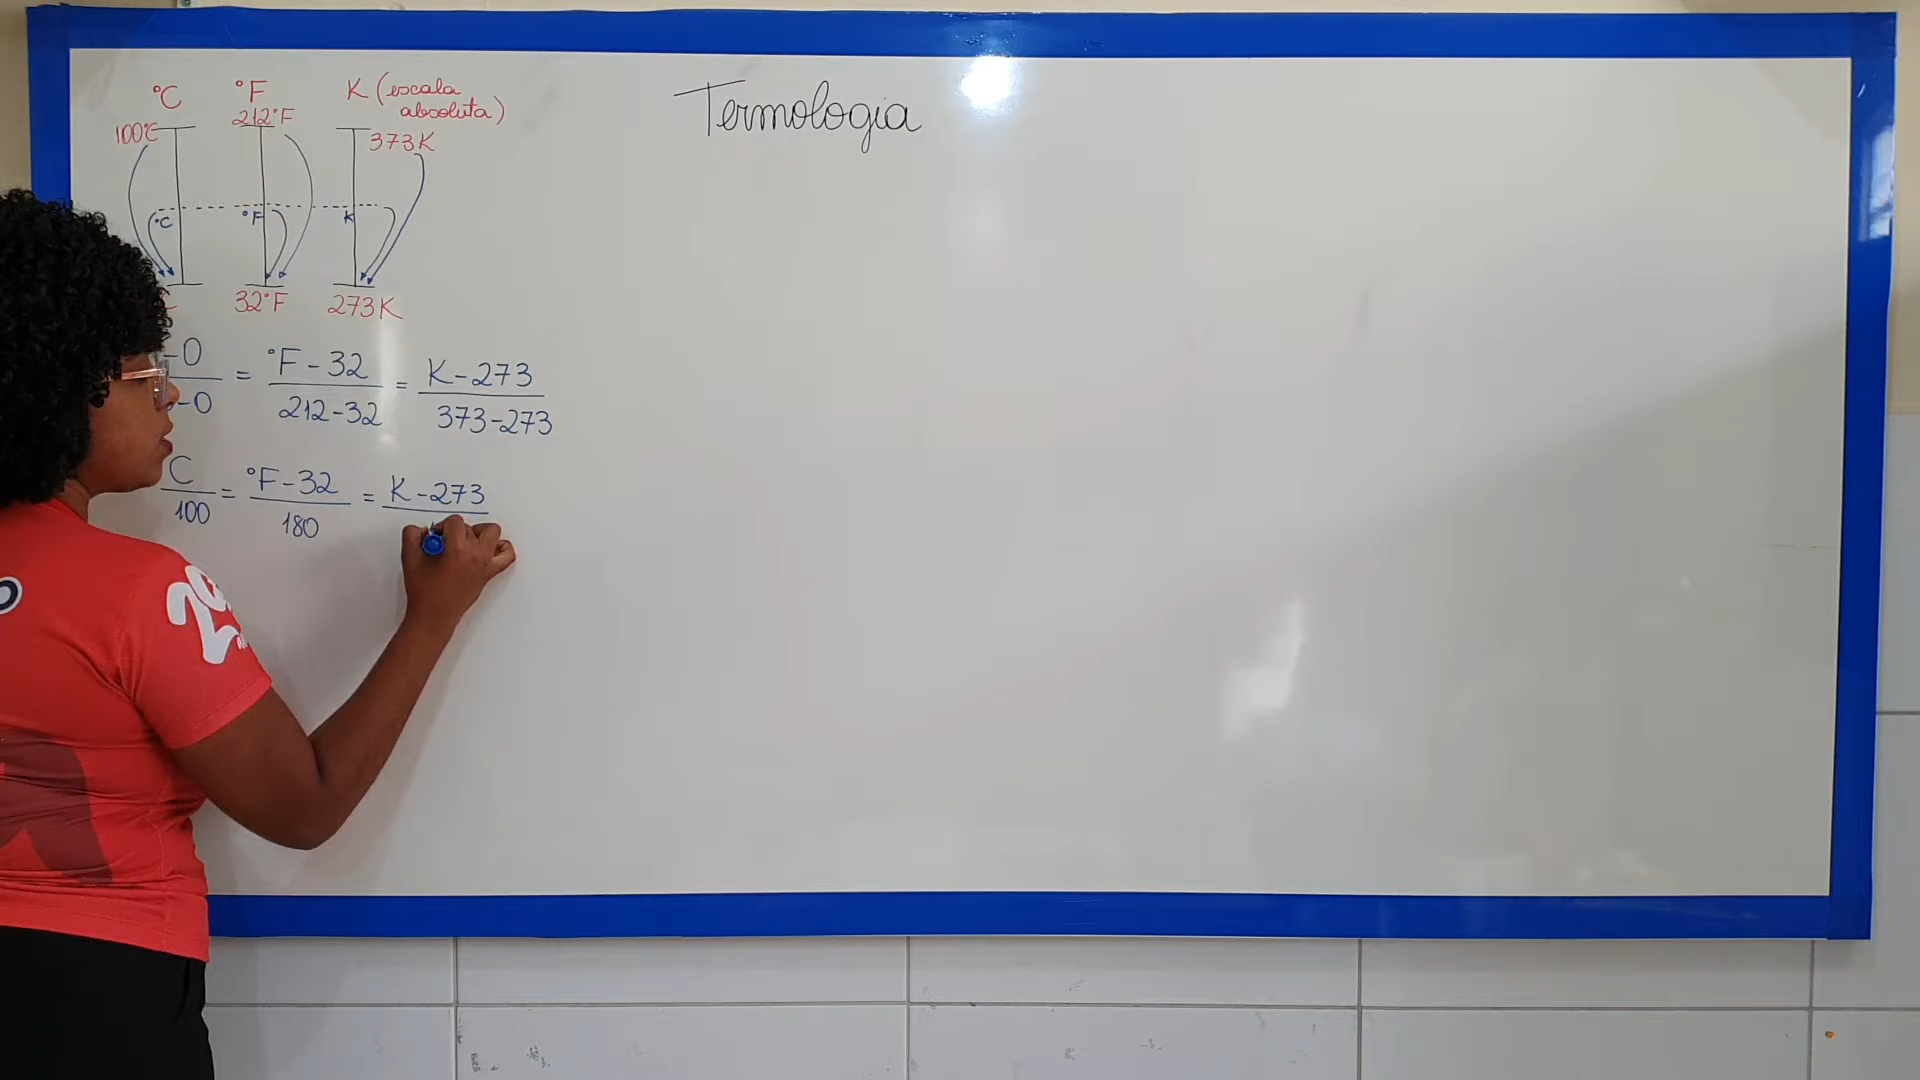 Termologia
°C °F K (escala absoluta)
100°C 212°F 373K
°C °F K
C 32°F 273K
-0 = °F - 32 = K - 273
-0 212-32 373-273
C = °F - 32 = K - 273
100 180